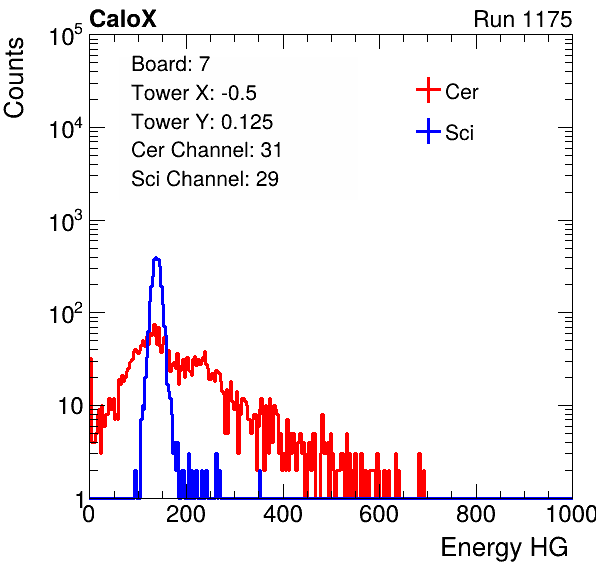 CaloX Run 1175
Counts
10^5
10^4
10^3
10^2
10
1
Board: 7
Tower X: -0.5
Tower Y: 0.125
Cer Channel: 31
Sci Channel: 29
Cer
Sci
0 200 400 600 800 1000
Energy HG